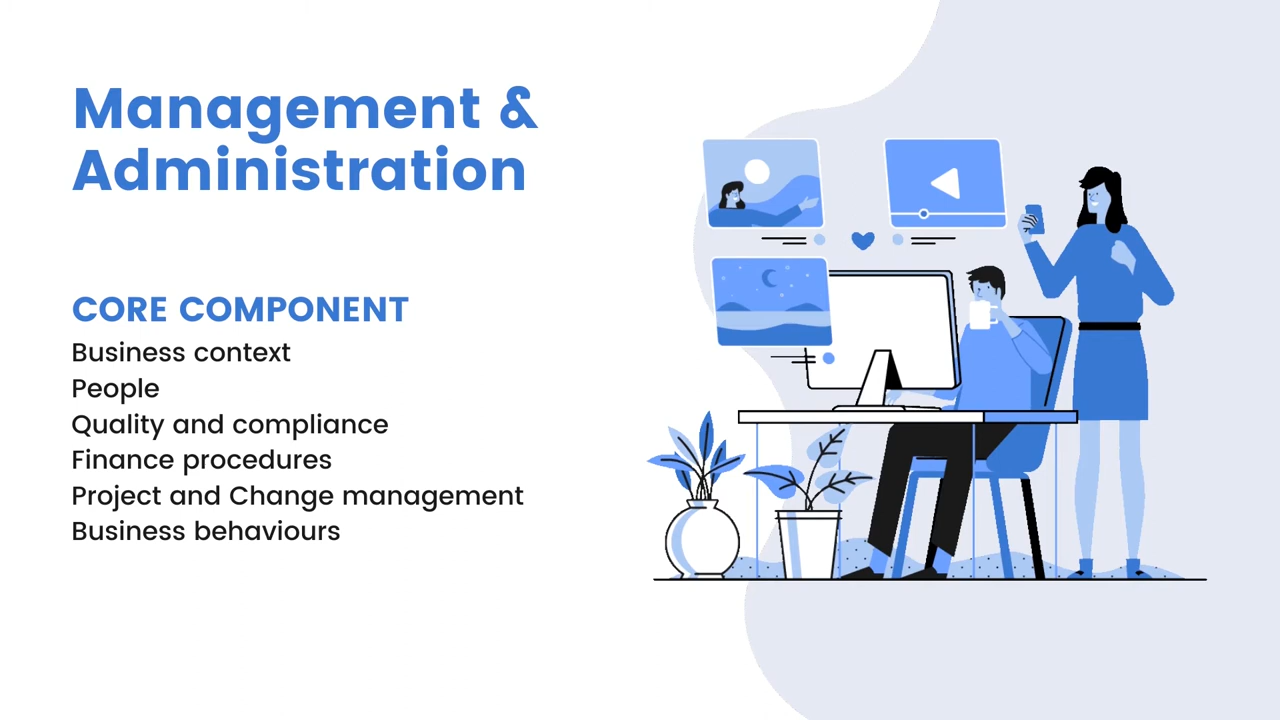 Management &
Administration
CORE COMPONENT
Business context
People
Quality and compliance
Finance procedures
Project and Change management
Business behaviours